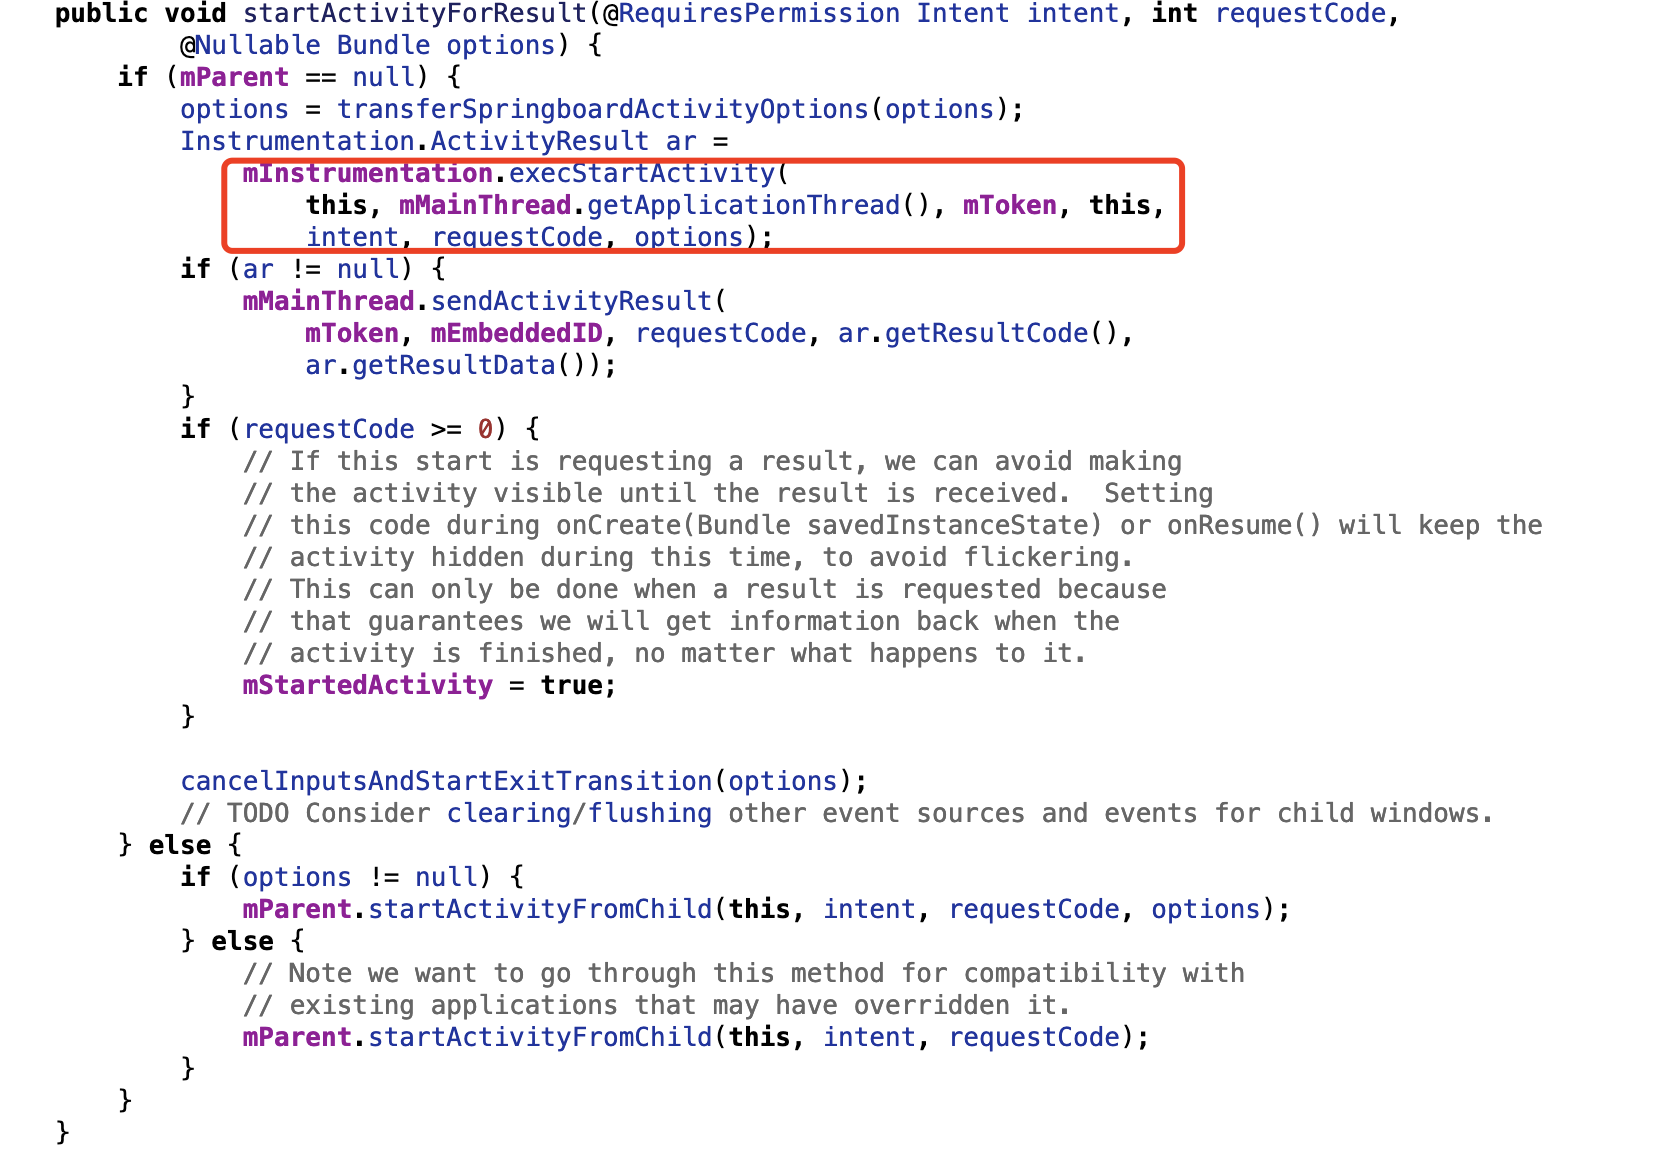 public void startActivityForResult(@RequiresPermission Intent intent, int requestCode,
        @Nullable Bundle options) {
    if (mParent == null) {
        options = transferSpringboardActivityOptions(options);
        Instrumentation.ActivityResult ar =
            mInstrumentation.execStartActivity(
                this, mMainThread.getApplicationThread(), mToken, this,
                intent, requestCode, options);
        if (ar != null) {
            mMainThread.sendActivityResult(
                mToken, mEmbeddedID, requestCode, ar.getResultCode(),
                ar.getResultData());
        }
        if (requestCode >= 0) {
            // If this start is requesting a result, we can avoid making
            // the activity visible until the result is received.  Setting
            // this code during onCreate(Bundle savedInstanceState) or onResume() will keep the
            // activity hidden during this time, to avoid flickering.
            // This can only be done when a result is requested because
            // that guarantees we will get information back when the
            // activity is finished, no matter what happens to it.
            mStartedActivity = true;
        }

        cancelInputsAndStartExitTransition(options);
        // TODO Consider clearing/flushing other event sources and events for child windows.
    } else {
        if (options != null) {
            mParent.startActivityFromChild(this, intent, requestCode, options);
        } else {
            // Note we want to go through this method for compatibility with
            // existing applications that may have overridden it.
            mParent.startActivityFromChild(this, intent, requestCode);
        }
    }
}